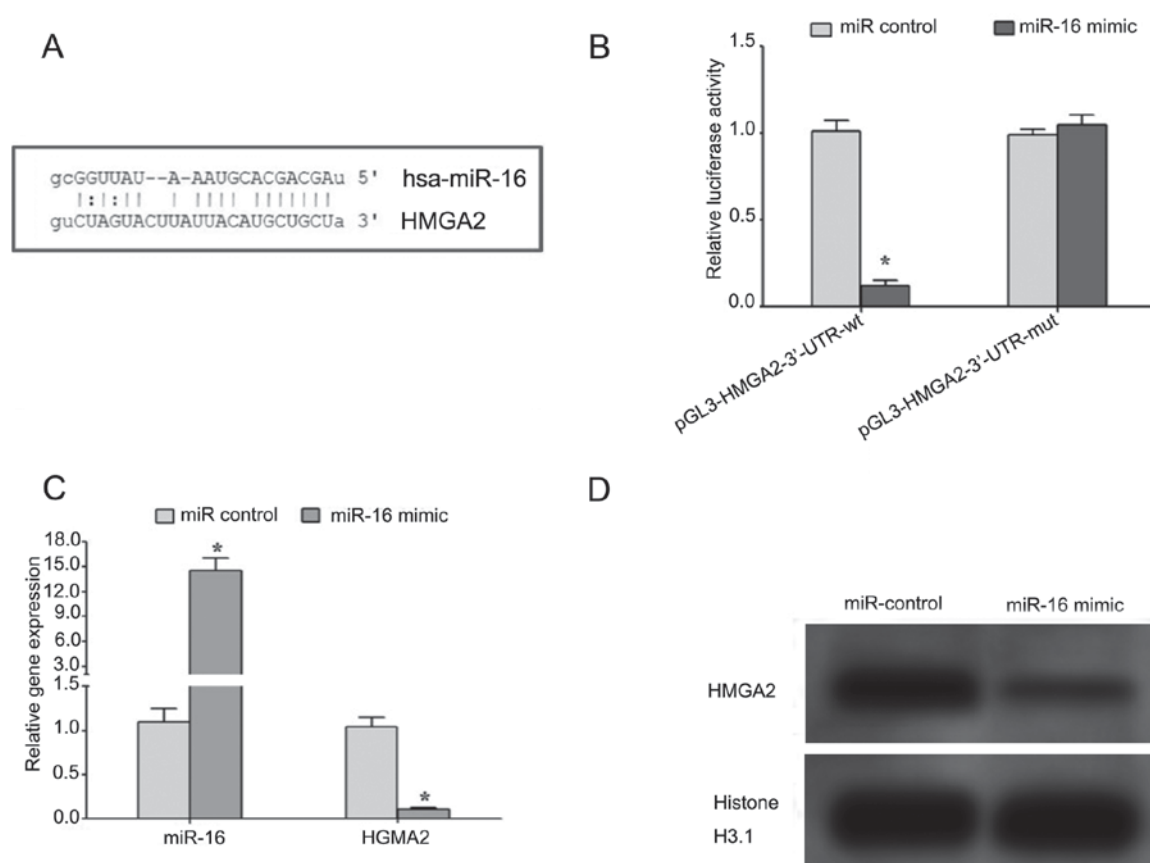 A
gcGGUUAU--A-AAUGCACGACGAu 5' hsa-miR-16
|:|:|| | |||||| |||||||
guCUAGUACUUAUUACAUGCUGCUa 3' HMGA2
B
miR control miR-16 mimic
Relative luciferase activity
1.5
1.0
0.5
0.0
*
pGL3-HMGA2-3'-UTR-wt
pGL3-HMGA2-3'-UTR-mut
C
miR control miR-16 mimic
Relative gene expression
18.0
15.0
13.0
9.0
6.0
3.0
1.5
1.0
0.5
0.0
*
*
miR-16 HGMA2
D
miR-control miR-16 mimic
HMGA2
Histone
H3.1